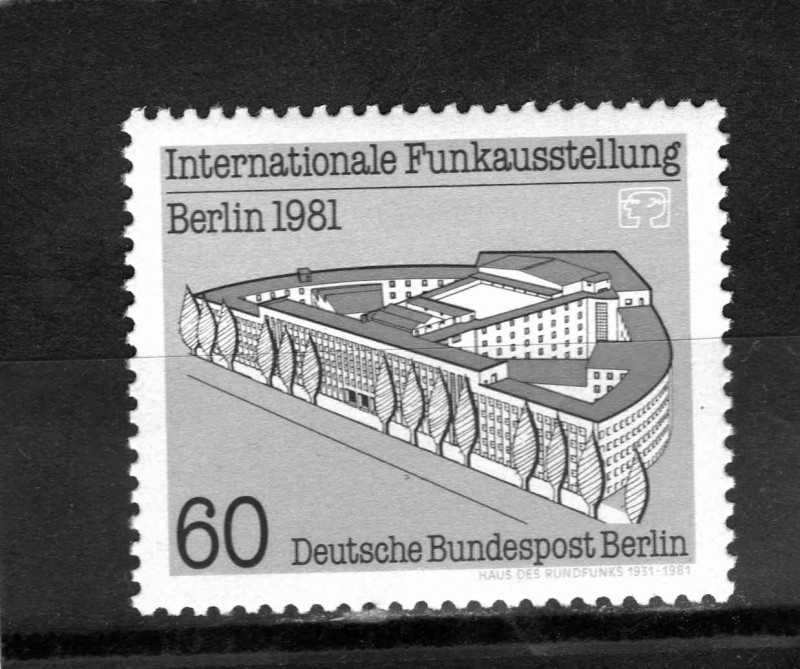 Internationale Funkausstellung
Berlin 1981
60
Deutsche Bundespost Berlin
HAUS DES RUNDFUNKS 1931-1981